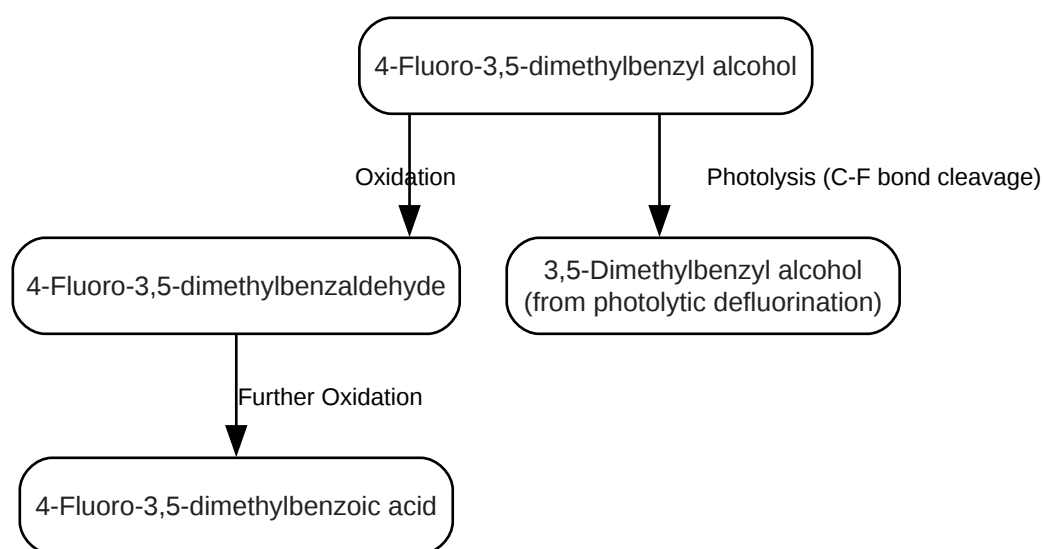 4-Fluoro-3,5-dimethylbenzyl alcohol
Oxidation
Photolysis (C-F bond cleavage)
4-Fluoro-3,5-dimethylbenzaldehyde
3,5-Dimethylbenzyl alcohol
(from photolytic defluorination)
Further Oxidation
4-Fluoro-3,5-dimethylbenzoic acid